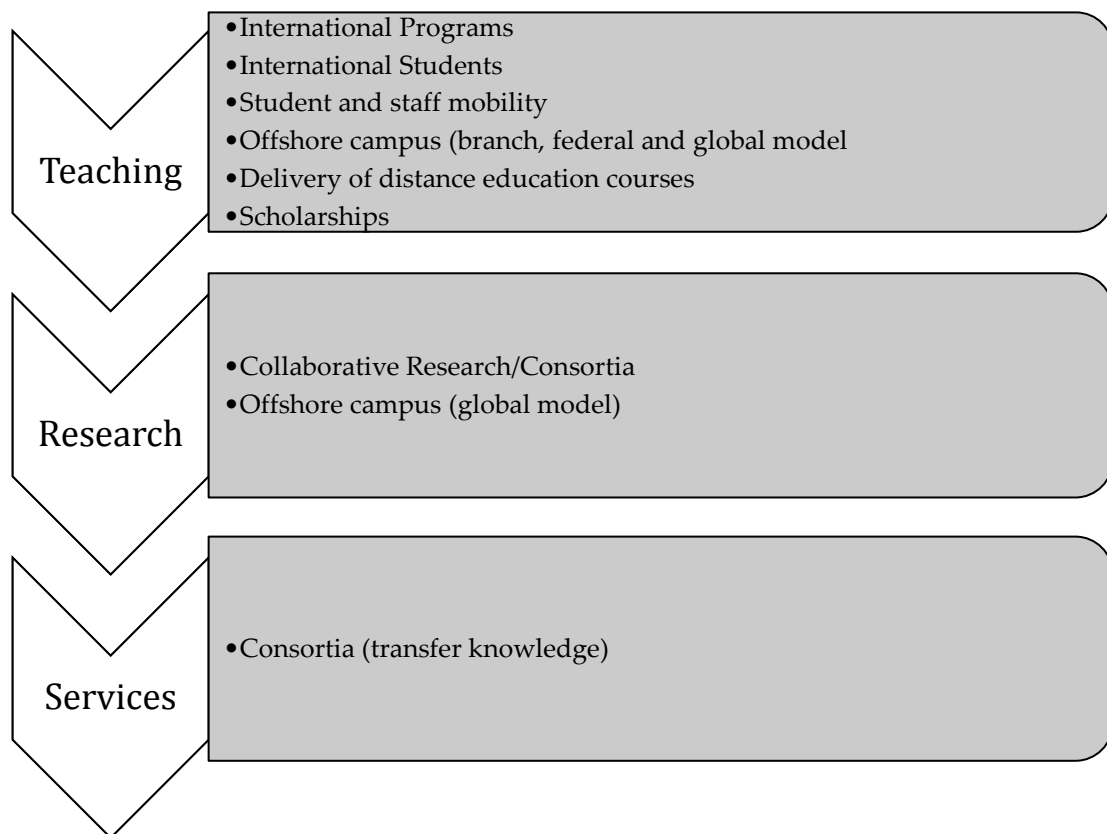 Teaching
•International Programs
•International Students
•Student and staff mobility
•Offshore campus (branch, federal and global model
•Delivery of distance education courses
•Scholarships
Research
•Collaborative Research/Consortia
•Offshore campus (global model)
Services
•Consortia (transfer knowledge)